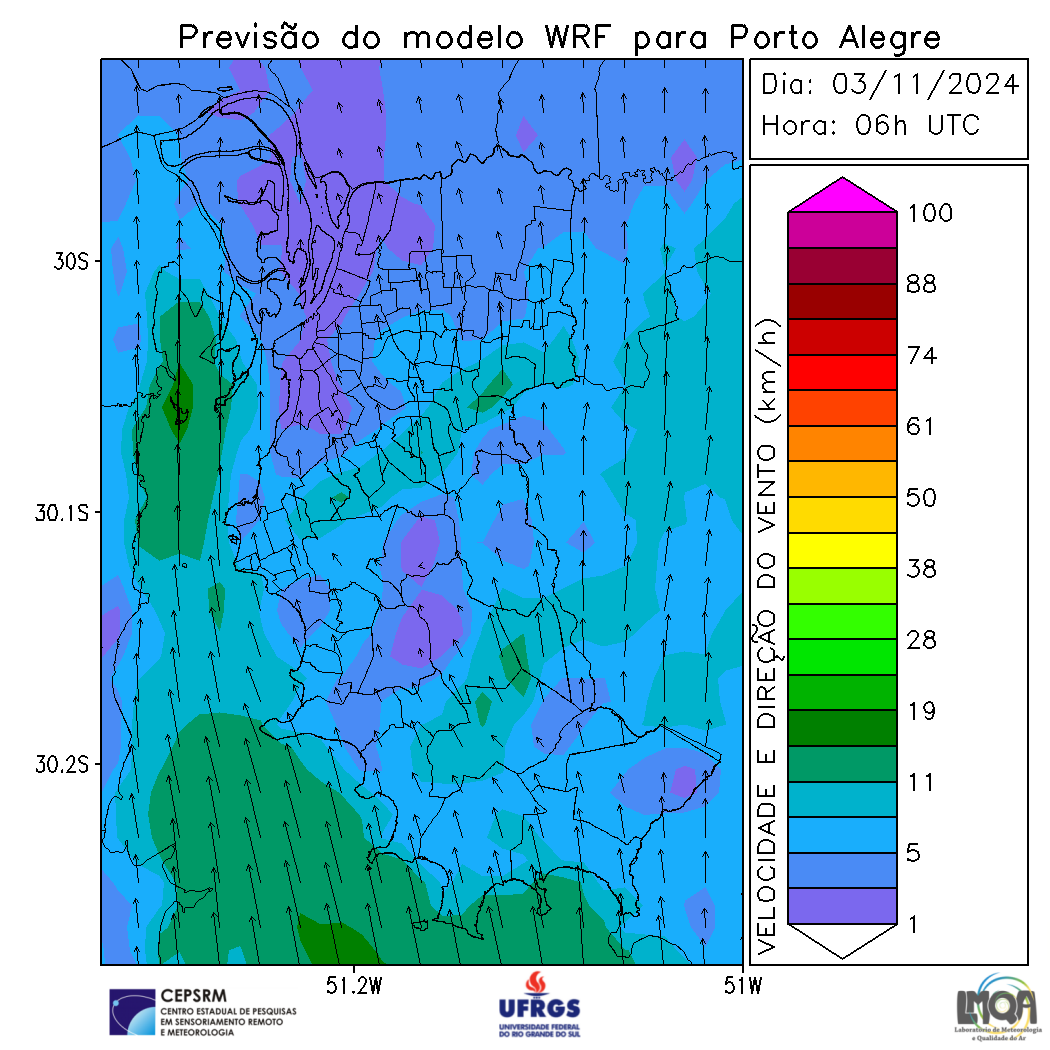 Previsão do modelo WRF para Porto Alegre
Dia: 03/11/2024
Hora: 06h UTC
30S
30.1S
30.2S
51.2W
51W
VELOCIDADE E DIREÇÃO DO VENTO (km/h)
100
88
74
61
50
38
28
19
11
5
1
CEPSRM
CENTRO ESTADUAL DE PESQUISAS
EM SENSORIAMENTO REMOTO
E METEOROLOGIA
UFRGS
UNIVERSIDADE FEDERAL
DO RIO GRANDE DO SUL
LMQA
Laboratório de Meteorologia
e Qualidade do Ar